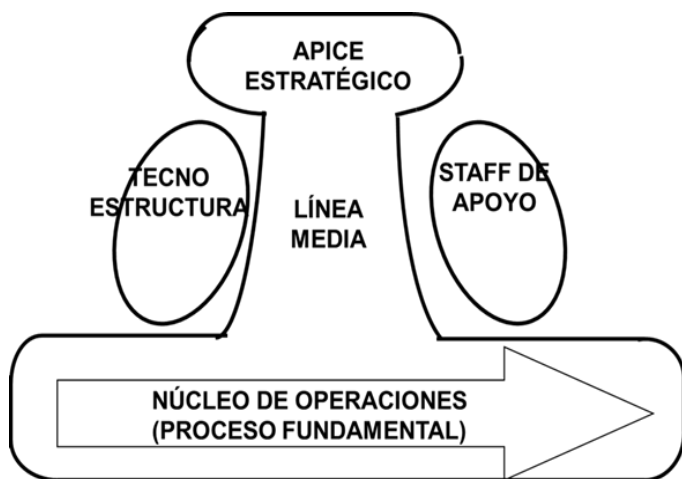 APICE
ESTRATÉGICO
TECNO
ESTRUCTURA
LÍNEA
MEDIA
STAFF DE
APOYO
NÚCLEO DE OPERACIONES
(PROCESO FUNDAMENTAL)